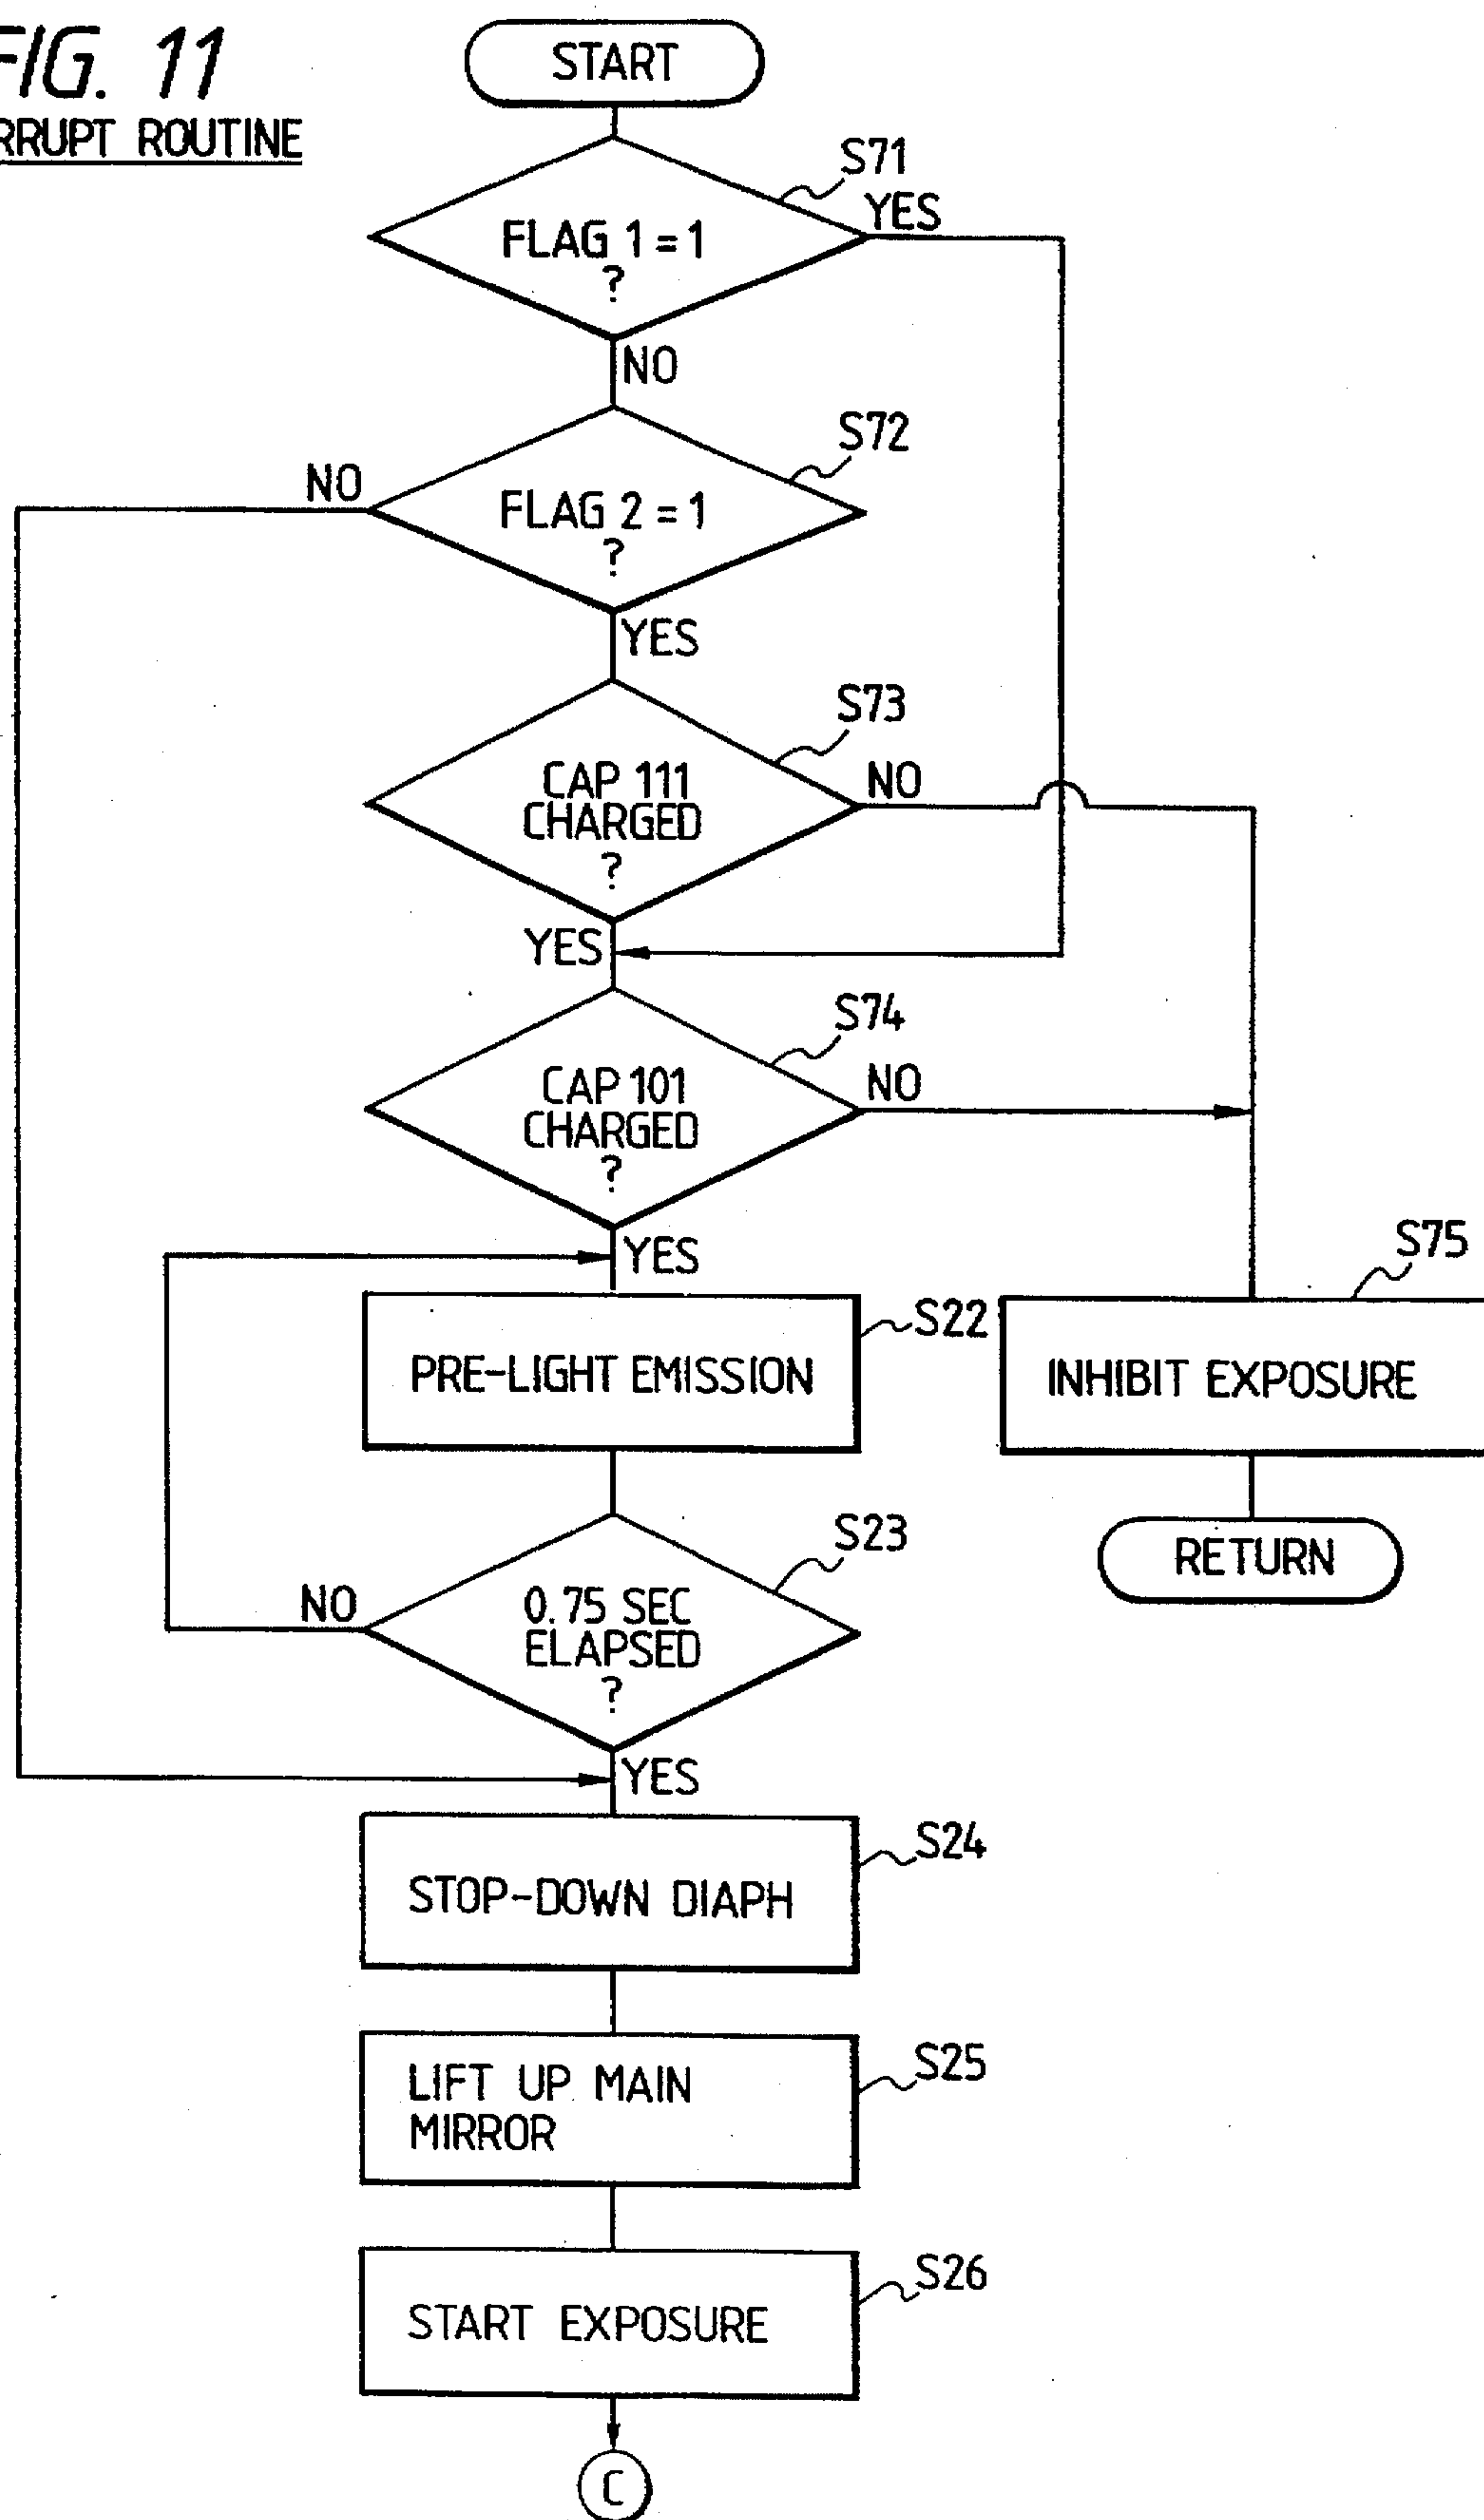 FIG. 11
RRUPT ROUTINE
START
S71
FLAG 1 = 1
?
YES
NO
S72
FLAG 2 = 1
?
NO
YES
S73
CAP 111
CHARGED
?
NO
YES
S74
CAP 101
CHARGED
?
NO
YES
S22
PRE-LIGHT EMISSION
S75
INHIBIT EXPOSURE
RETURN
S23
0.75 SEC
ELAPSED
?
NO
YES
S24
STOP-DOWN DIAPH
S25
LIFT UP MAIN
MIRROR
S26
START EXPOSURE
C